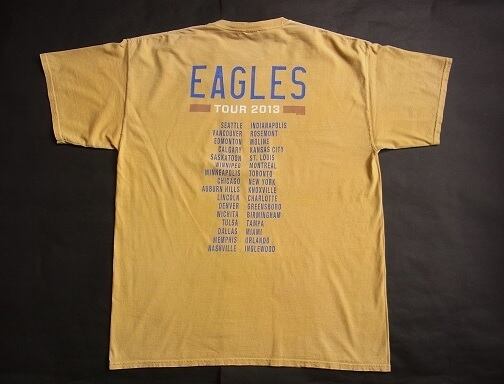 EAGLES
TOUR 2013
SEATTLE INDIANAPOLIS
VANCOUVER ROSEMONT
EDMONTON MOLINE
CALGARY KANSAS CITY
SASKATOON ST. LOUIS
WINNIPEG MONTREAL
MINNEAPOLIS TORONTO
CHICAGO NEW YORK
AUBURN HILLS KNOXVILLE
LINCOLN CHARLOTTE
DENVER GREENSBORO
WICHITA BIRMINGHAM
TULSA TAMPA
DALLAS MIAMI
MEMPHIS ORLANDO
NASHVILLE INGLEWOOD